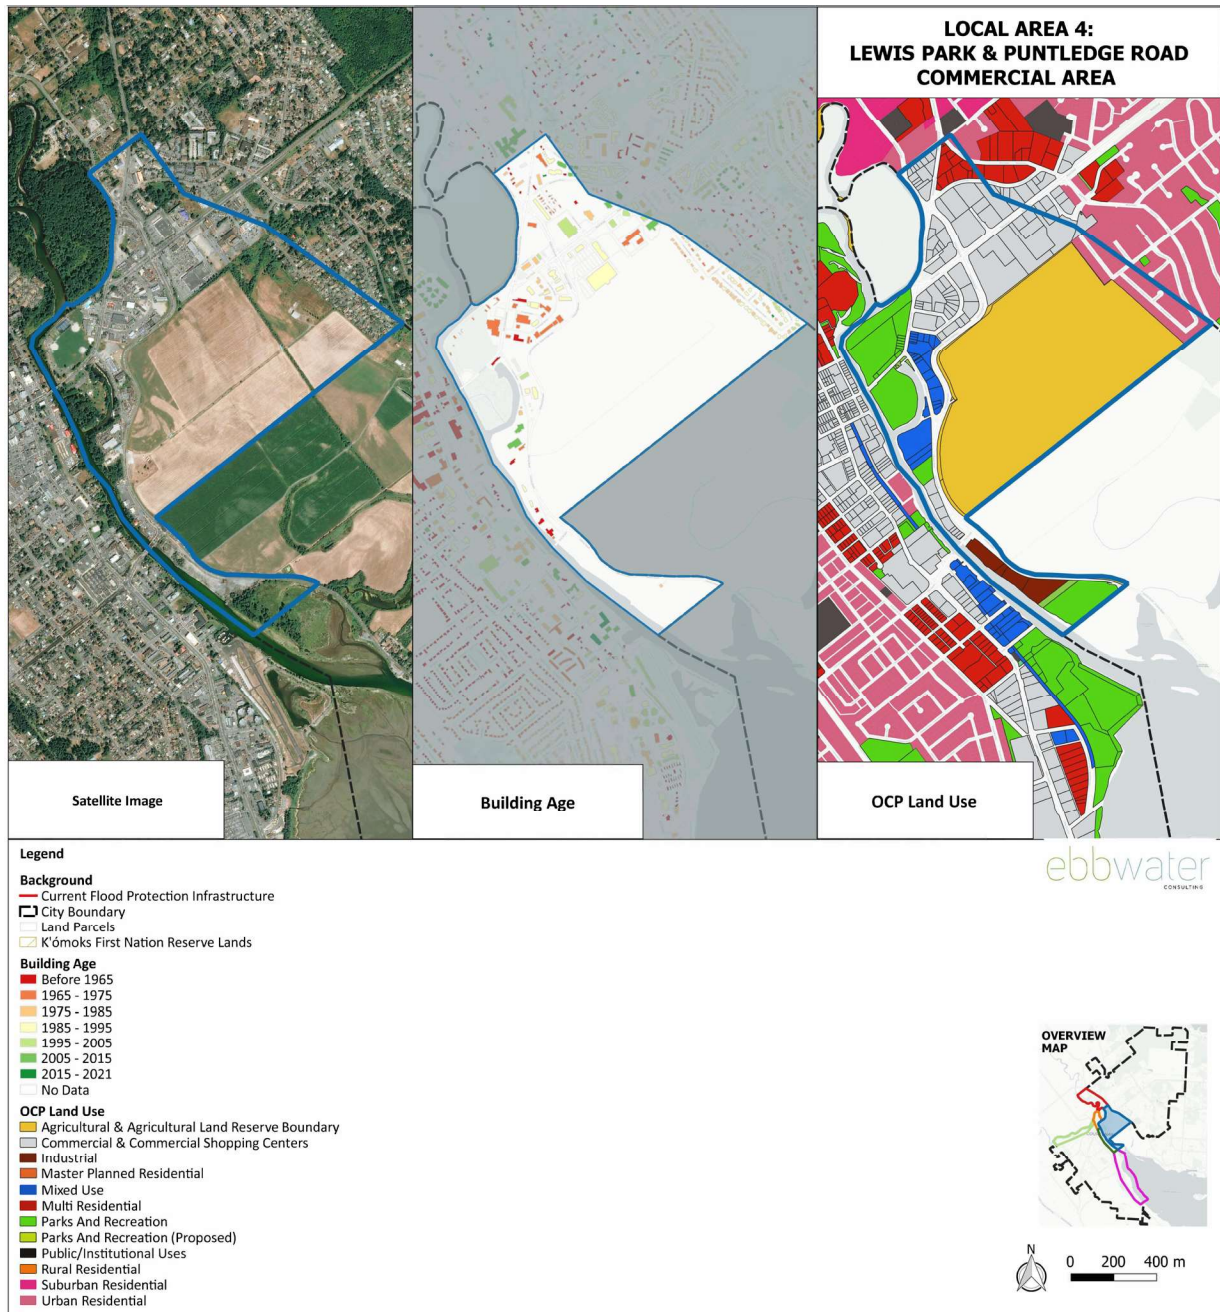 LOCAL AREA 4:
LEWIS PARK & PUNTLEDGE ROAD
COMMERCIAL AREA
Satellite Image
Building Age
OCP Land Use
Legend
Background
Current Flood Protection Infrastructure
City Boundary
Land Parcels
K'ómoks First Nation Reserve Lands
Building Age
Before 1965
1965 - 1975
1975 - 1985
1985 - 1995
1995 - 2005
2005 - 2015
2015 - 2021
No Data
OCP Land Use
Agricultural & Agricultural Land Reserve Boundary
Commercial & Commercial Shopping Centers
Industrial
Master Planned Residential
Mixed Use
Multi Residential
Parks And Recreation
Parks And Recreation (Proposed)
Public/Institutional Uses
Rural Residential
Suburban Residential
Urban Residential
ebbwater
CONSULTING
OVERVIEW
MAP
N
0 200 400 m